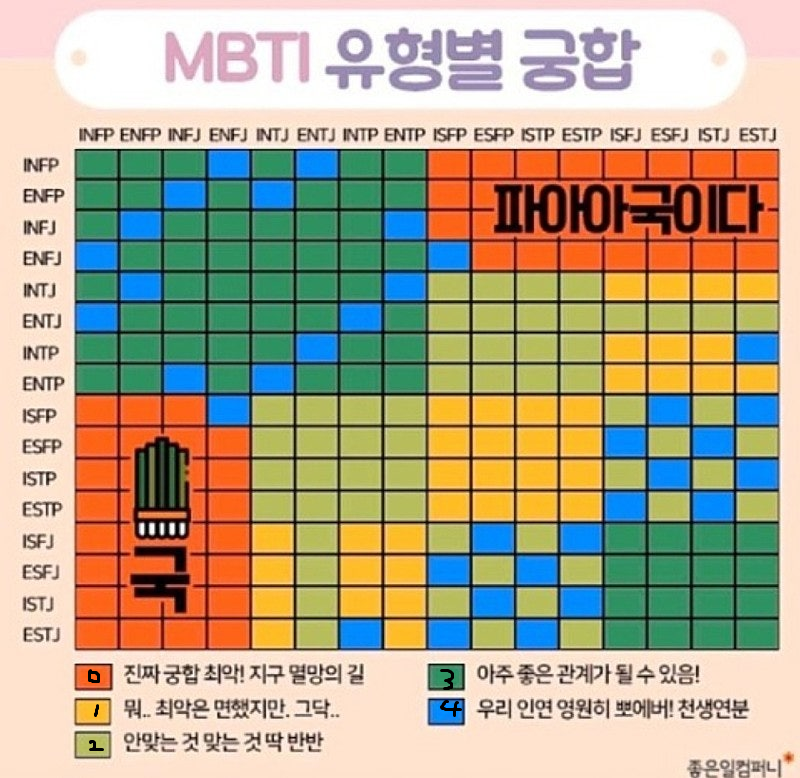 MBTI 유형별 궁합
INFP ENFP INFJ ENFJ INTJ ENTJ INTP ENTP ISFP ESFP ISTP ESTP ISFJ ESFJ ISTJ ESTJ
INFP
ENFP
파아아국이다
INFJ
ENFJ
INTJ
ENTJ
INTP
ENTP
ISFP
ESFP
ISTP
ESTP
ISFJ
ESFJ
국
ISTJ
ESTJ
0 진짜 궁합 최악! 지구 멸망의 길
1 뭐.. 최악은 면했지만. 그닥..
2 안맞는 것 맞는 것 딱 반반
3 아주 좋은 관계가 될 수 있음!
4 우리 인연 영원히 뽀에버! 천생연분
좋은일컴퍼니